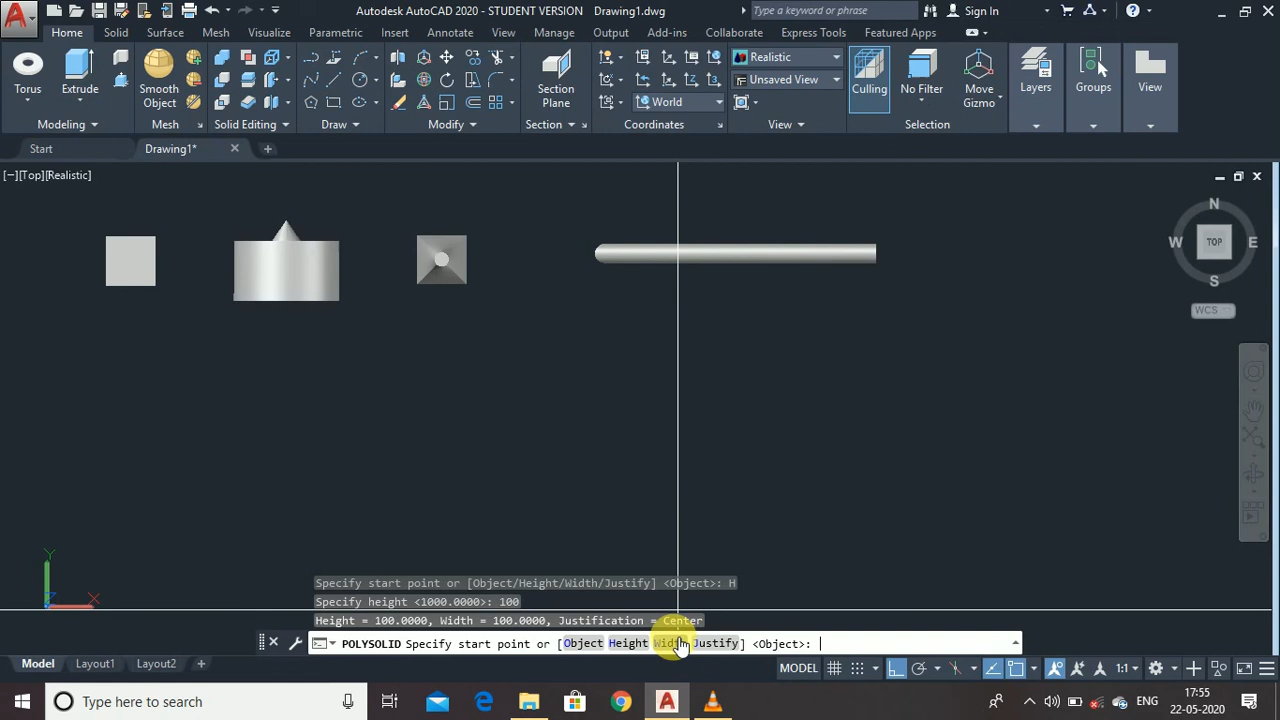 Autodesk AutoCAD 2020 - STUDENT VERSION Drawing1.dwg
Type a keyword or phrase
Sign In
Home Solid Surface Mesh Visualize Parametric Insert Annotate View Manage Output Add-ins Collaborate Express Tools Featured Apps
Torus
Extrude
Smooth Object
Section Plane
Realistic
Unsaved View
World
Culling
No Filter
Move Gizmo
Layers
Groups
View
Modeling Mesh Solid Editing Draw Modify Section Coordinates View Selection
Start Drawing1*
[−][Top][Realistic]
N
W TOP E
S
WCS
Y
Z X
Specify start point or [Object/Height/Width/Justify] <Object>: H
Specify height <1000.0000>: 100
Height = 100.0000, Width = 100.0000, Justification = Center
POLYSOLID Specify start point or [Object Height Width Justify] <Object>:
Model Layout1 Layout2
MODEL 1:1
Type here to search
ENG
17:55
22-05-2020